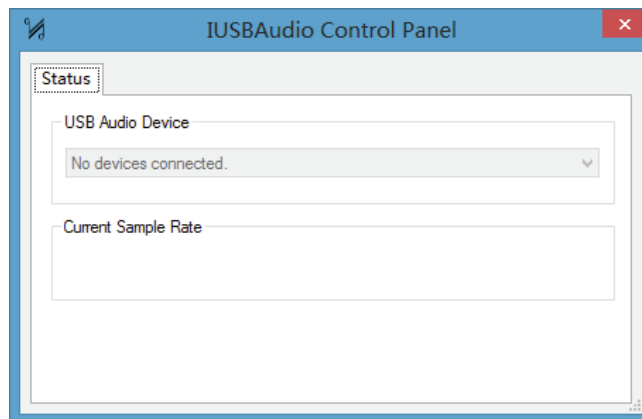 IUSBAudio Control Panel
Status
USB Audio Device
No devices connected.
Current Sample Rate